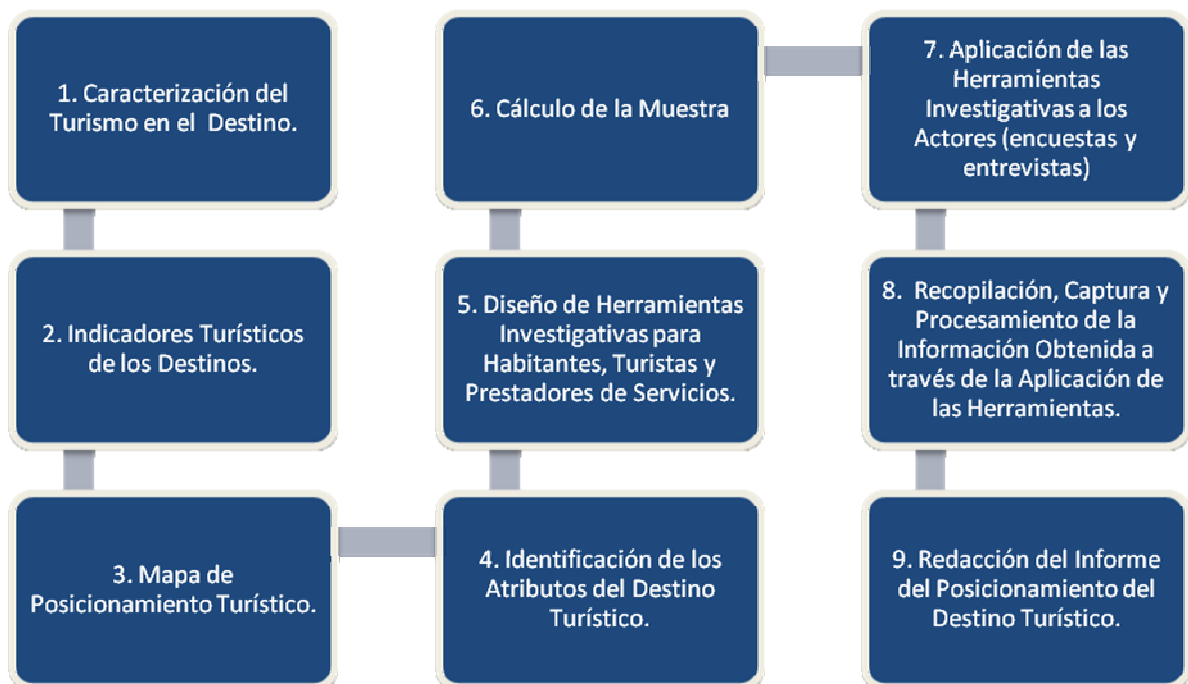 1. Caracterización del
Turismo en el Destino.
2. Indicadores Turísticos
de los Destinos.
3. Mapa de
Posicionamiento Turístico.
4. Identificación de los
Atributos del Destino
Turístico.
5. Diseño de Herramientas
Investigativas para
Habitantes, Turistas y
Prestadores de Servicios.
6. Cálculo de la Muestra
7. Aplicación de las
Herramientas
Investigativas a los
Actores (encuestas y
entrevistas)
8. Recopilación, Captura y
Procesamiento de la
Información Obtenida a
través de la Aplicación de
las Herramientas.
9. Redacción del Informe
del Posicionamiento del
Destino Turístico.